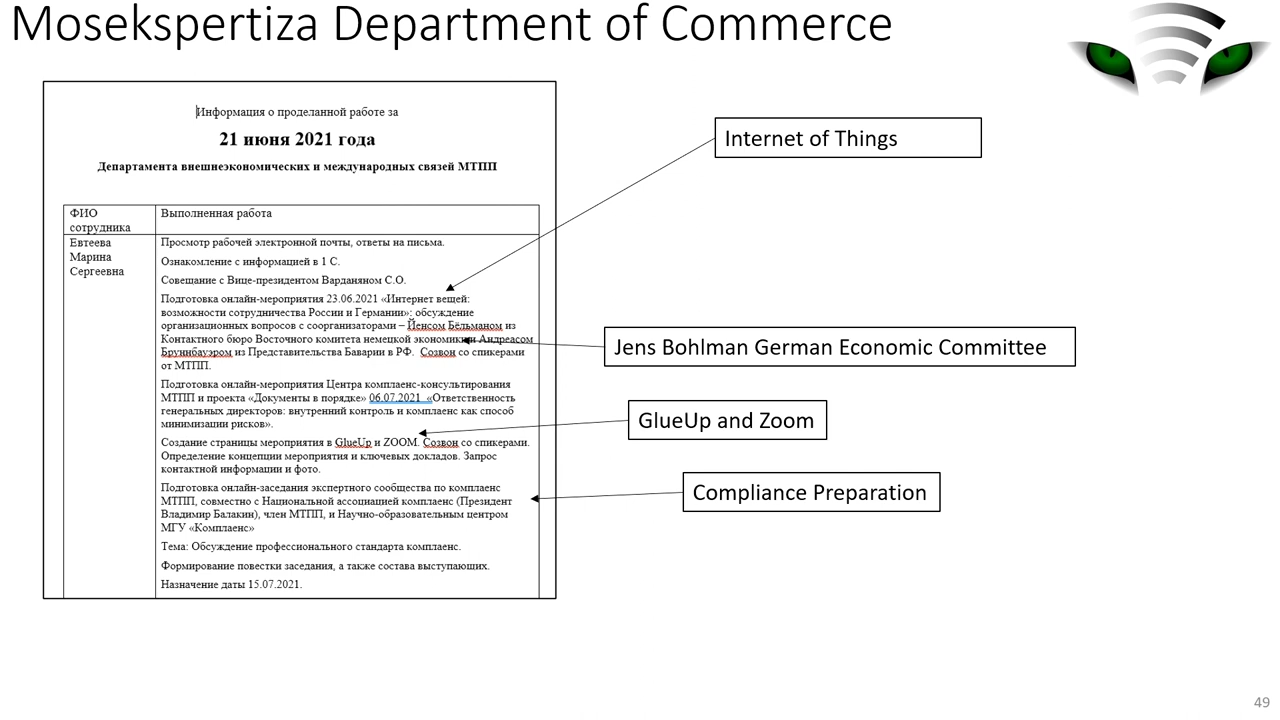 Mosekspertiza Department of Commerce
Информация о проделанной работе за
21 июня 2021 года
Департамента внешнеэкономических и международных связей МТПП
ФИО
сотрудника
Выполненная работа
Евтеева
Марина
Сергеевна
Просмотр рабочей электронной почты, ответы на письма.
Ознакомление с информацией в 1 С.
Совещание с Вице-президентом Варданяном С.О.
Подготовка онлайн-мероприятия 23.06.2021 «Интернет вещей:
возможности сотрудничества России и Германии»: обсуждение
организационных вопросов с соорганизаторами – Йенсом Бёльманом из
Контактного бюро Восточного комитета немецкой экономики и Андреасом
Бруннбауэром из Представительства Баварии в РФ. Созвон со спикерами
от МТПП.
Подготовка онлайн-мероприятия Центра комплаенс-консультирования
МТПП и проекта «Документы в порядке» 06.07.2021 «Ответственность
генеральных директоров: внутренний контроль и комплаенс как способ
минимизации рисков».
Создание страницы мероприятия в GlueUp и ZOOM. Созвон со спикерами.
Определение концепции мероприятия и ключевых докладов. Запрос
контактной информации и фото.
Подготовка онлайн-заседания экспертного сообщества по комплаенс
МТПП, совместно с Национальной ассоциацией комплаенс (Президент
Владимир Балакин), член МТПП, и Научно-образовательным центром
МГУ «Комплаенс»
Тема: Обсуждение профессионального стандарта комплаенс.
Формирование повестки заседания, а также состава выступающих.
Назначение даты 15.07.2021.
Internet of Things
Jens Bohlman German Economic Committee
GlueUp and Zoom
Compliance Preparation
49